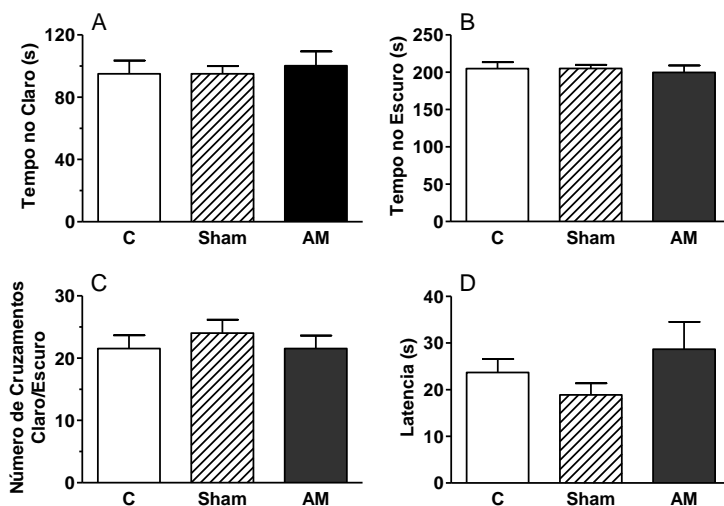 A
Tempo no Claro (s)
120
80
40
0
C Sham AM
B
Tempo no Escuro (s)
250
200
150
100
50
0
C Sham AM
C
Número de Cruzamentos
Claro/Escuro
30
20
10
0
C Sham AM
D
Latencia (s)
40
30
20
10
0
C Sham AM